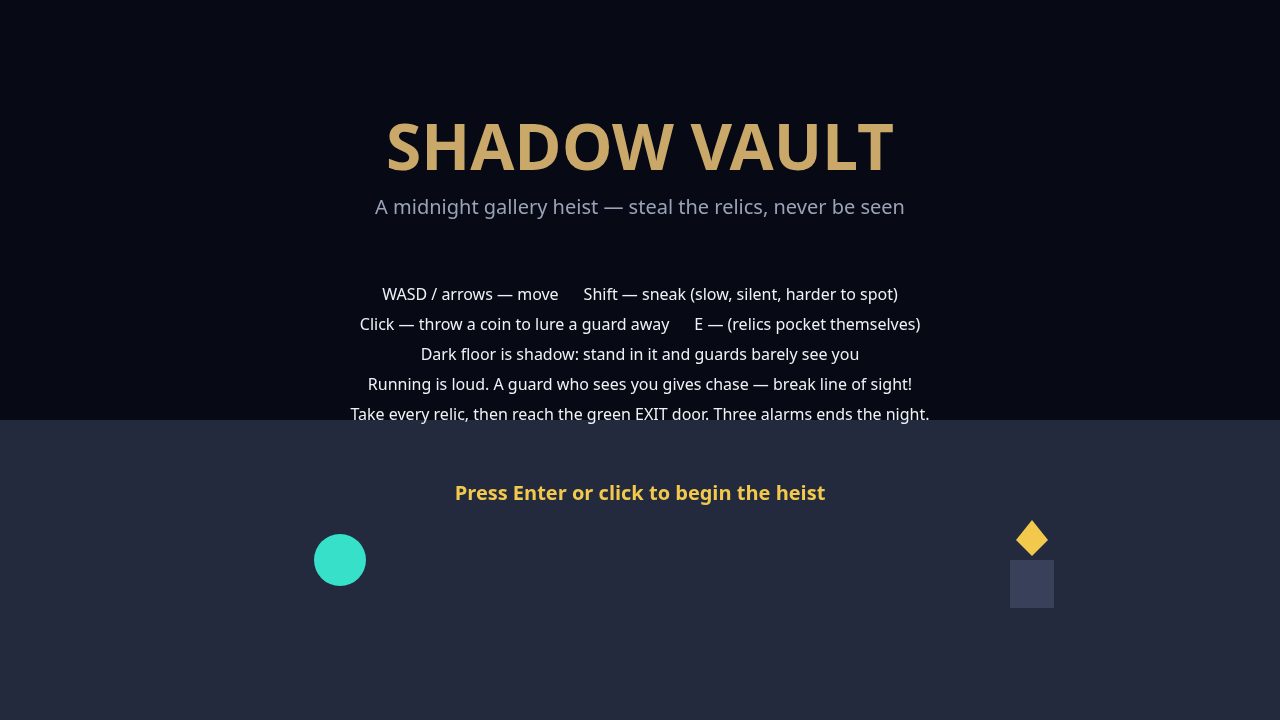 SHADOW VAULT
A midnight gallery heist — steal the relics, never be seen
WASD / arrows — move Shift — sneak (slow, silent, harder to spot)
Click — throw a coin to lure a guard away E — (relics pocket themselves)
Dark floor is shadow: stand in it and guards barely see you
Running is loud. A guard who sees you gives chase — break line of sight!
Take every relic, then reach the green EXIT door. Three alarms ends the night.
Press Enter or click to begin the heist